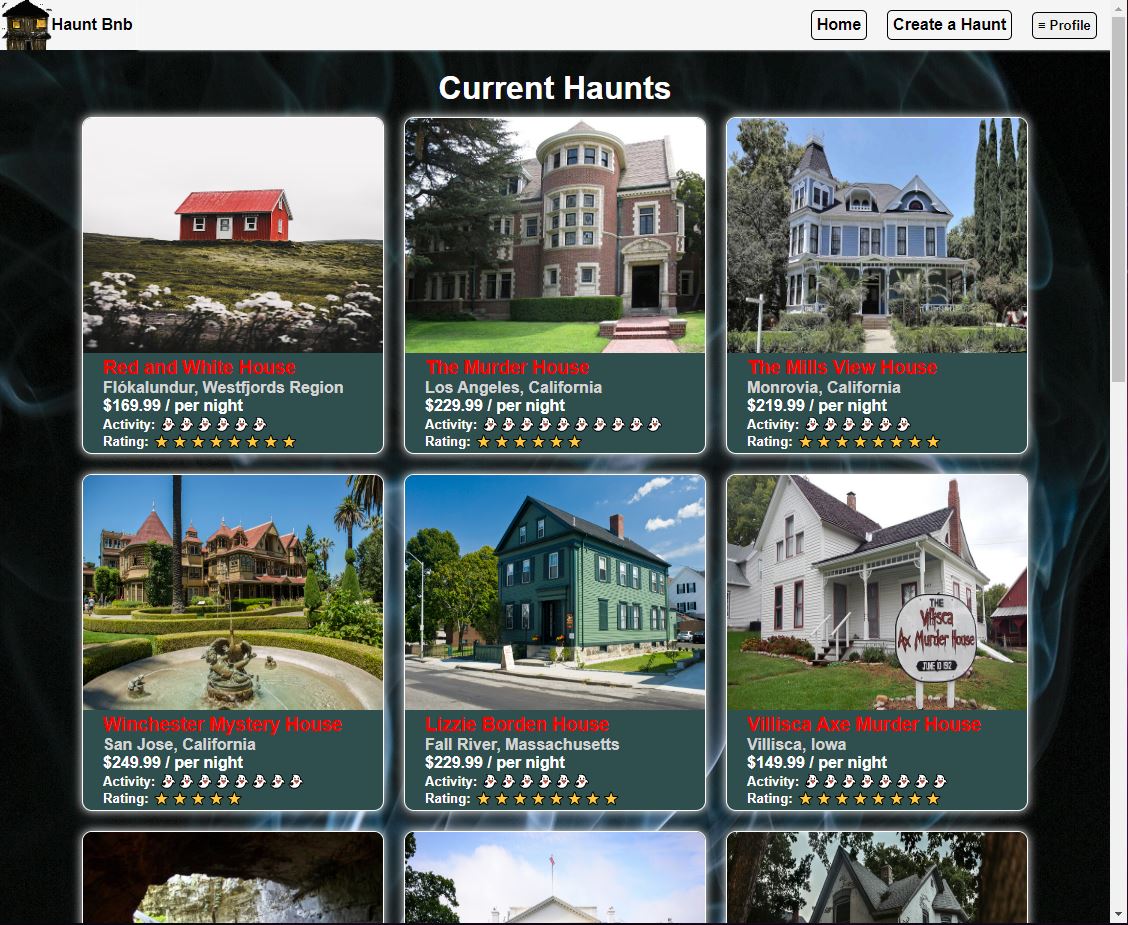 Haunt Bnb
Home
Create a Haunt
≡ Profile
Current Haunts
Red and White House
Flókalundur, Westfjords Region
$169.99 / per night
Activity:
Rating:
The Murder House
Los Angeles, California
$229.99 / per night
Activity:
Rating:
The Mills View House
Monrovia, California
$219.99 / per night
Activity:
Rating:
Winchester Mystery House
San Jose, California
$249.99 / per night
Activity:
Rating:
Lizzie Borden House
Fall River, Massachusetts
$229.99 / per night
Activity:
Rating:
THE
Villisca
Ax Murder House
JUNE 10 1912
Villisca Axe Murder House
Villisca, Iowa
$149.99 / per night
Activity:
Rating: